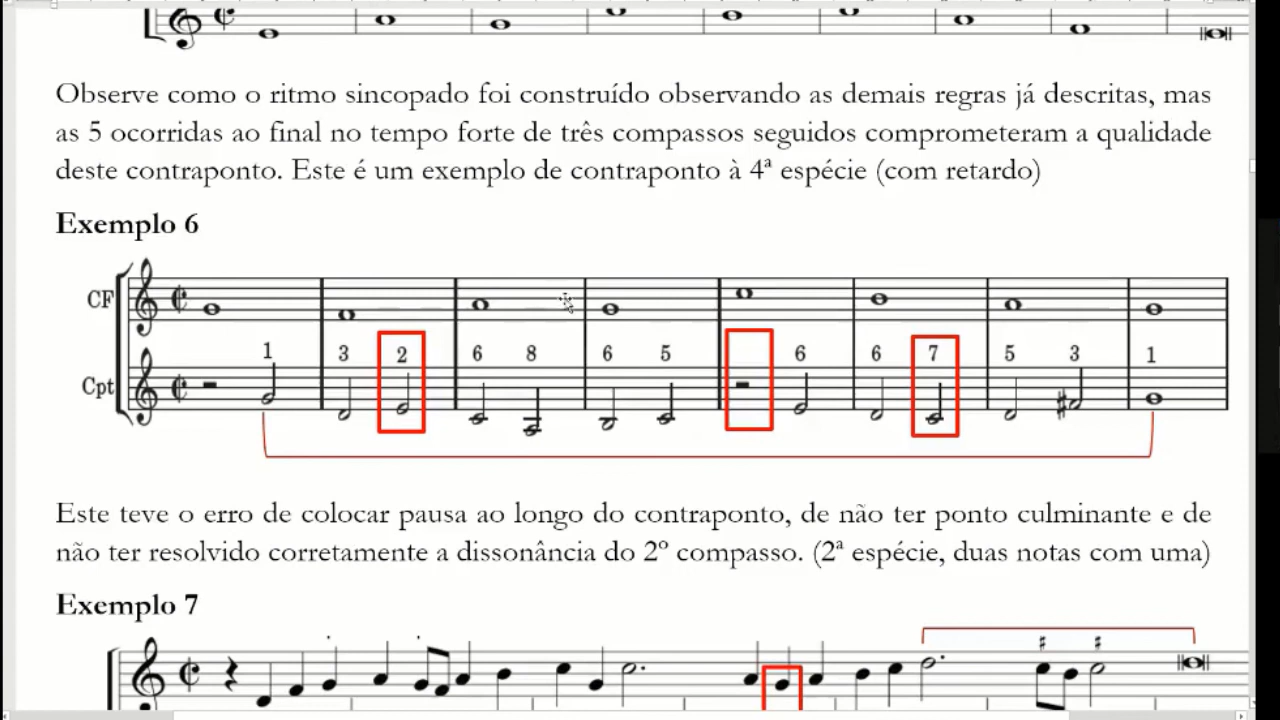 Observe como o ritmo sincopado foi construído observando as demais regras já descritas, mas
as 5 ocorridas ao final no tempo forte de três compassos seguidos comprometeram a qualidade
deste contraponto. Este é um exemplo de contraponto à 4ª espécie (com retardo)
Exemplo 6
CF
1 3 2 6 8 6 5 6 6 7 5 3 1
Cpt
Este teve o erro de colocar pausa ao longo do contraponto, de não ter ponto culminante e de
não ter resolvido corretamente a dissonância do 2º compasso. (2ª espécie, duas notas com uma)
Exemplo 7